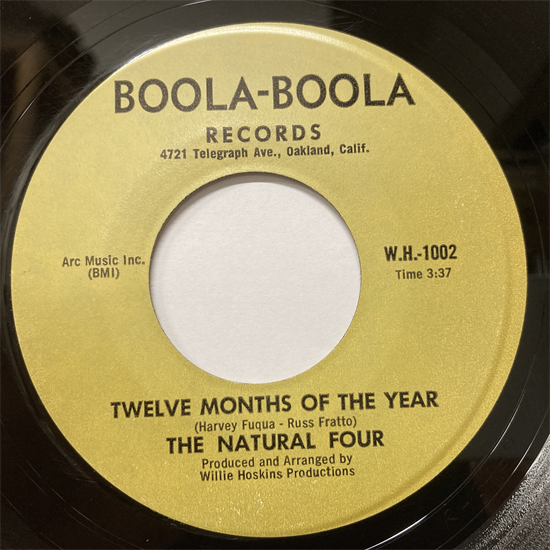 BOOLA-BOOLA
RECORDS
4721 Telegraph Ave., Oakland, Calif.
Arc Music Inc.
(BMI)
W.H.-1002
Time 3:37
TWELVE MONTHS OF THE YEAR
(Harvey Fuqua - Russ Fratto)
THE NATURAL FOUR
Produced and Arranged by
Willie Hoskins Productions